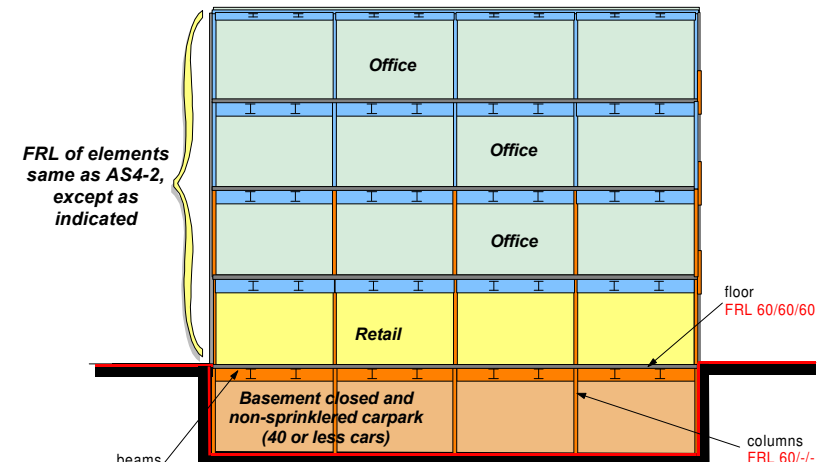 Office
FRL of elements
same as AS4-2,
except as
indicated
Office
Office
floor
FRL 60/60/60
Retail
Basement closed and
non-sprinklered carpark
(40 or less cars)
beams
columns
FRL 60/-/-